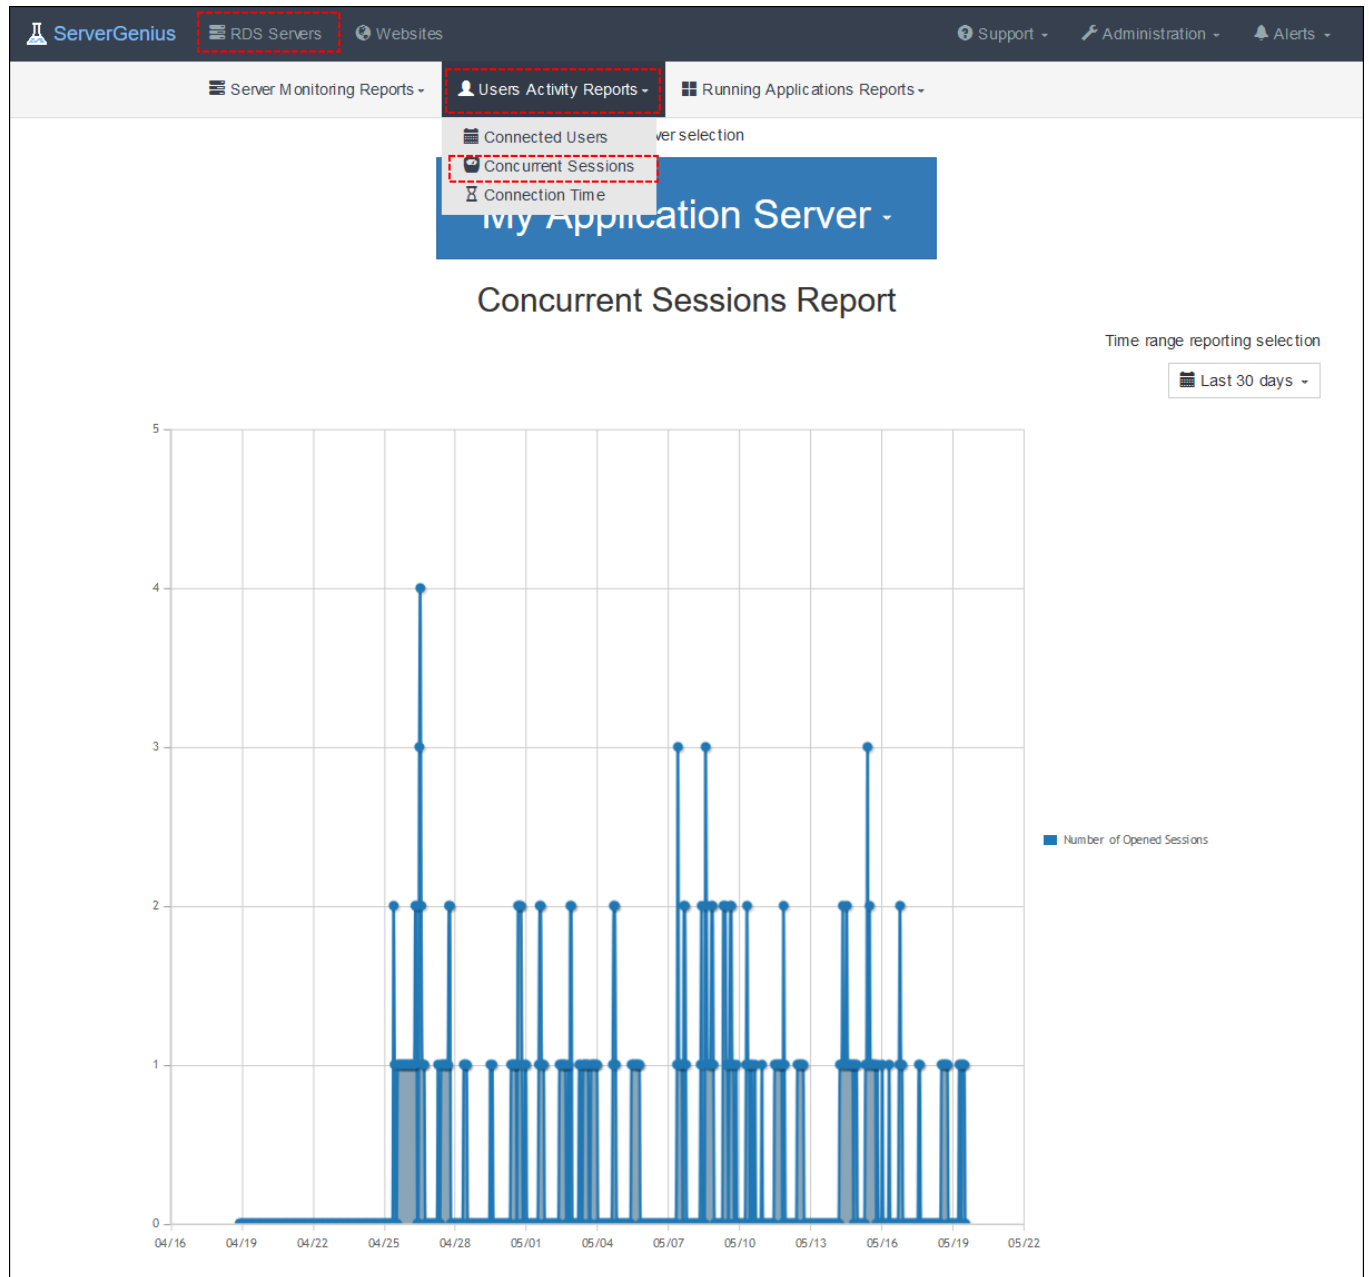 ServerGenius RDS Servers Websites Support Administration Alerts
Server Monitoring Reports Users Activity Reports Running Applications Reports
Connected Users
selection
Concurrent Sessions
Connection Time
My Application Server
Concurrent Sessions Report
Time range reporting selection
Last 30 days
5
4
3
2
1
0
Number of Opened Sessions
04/16 04/19 04/22 04/25 04/28 05/01 05/04 05/07 05/10 05/13 05/16 05/19 05/22